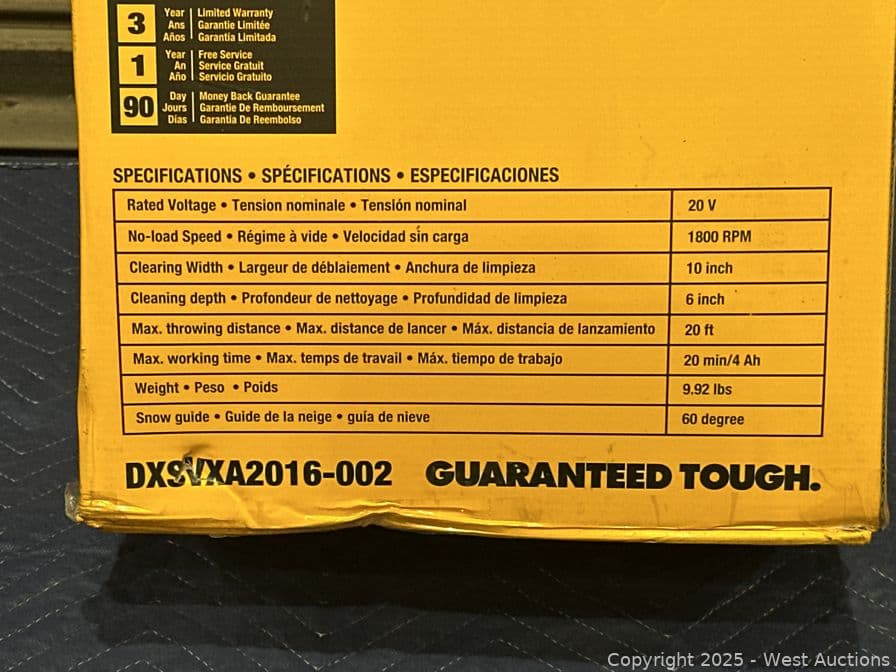 3 Year Ans Años | Limited Warranty Garantie Limitée Garantía Limitada
1 Year An Año | Free Service Service Gratuit Servicio Gratuito
90 Day Jours Días | Money Back Guarantee Garantie De Remboursement Garantía De Reembolso
SPECIFICATIONS • SPÉCIFICATIONS • ESPECIFICACIONES
Rated Voltage • Tension nominale • Tensión nominal 20 V
No-load Speed • Régime à vide • Velocidad sin carga 1800 RPM
Clearing Width • Largeur de déblaiement • Anchura de limpieza 10 inch
Cleaning depth • Profondeur de nettoyage • Profundidad de limpieza 6 inch
Max. throwing distance • Max. distance de lancer • Máx. distancia de lanzamiento 20 ft
Max. working time • Max. temps de travail • Máx. tiempo de trabajo 20 min/4 Ah
Weight • Peso • Poids 9.92 lbs
Snow guide • Guide de la neige • guía de nieve 60 degree
DXSVXA2016-002 GUARANTEED TOUGH.
Copyright 2025 - West Auctions